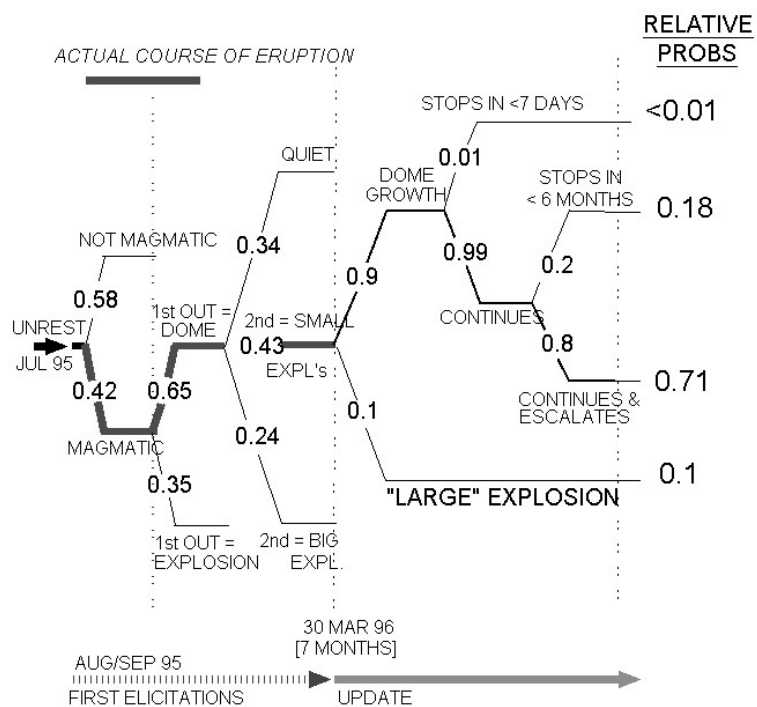 RELATIVE
PROBS
ACTUAL COURSE OF ERUPTION
STOPS IN <7 DAYS
<0.01
QUIET
0.01
DOME
GROWTH
STOPS IN
< 6 MONTHS
0.18
NOT MAGMATIC
0.34
0.99
0.9
0.2
0.58
1st OUT =
DOME
2nd = SMALL
CONTINUES
UNREST
0.43
EXPL's
0.8
JUL 95
0.42
0.65
0.71
0.1
CONTINUES &
ESCALATES
0.24
MAGMATIC
0.35
0.1
"LARGE" EXPLOSION
1st OUT =
EXPLOSION
2nd = BIG
EXPL.
30 MAR 96
[7 MONTHS]
AUG/SEP 95
FIRST ELICITATIONS
UPDATE